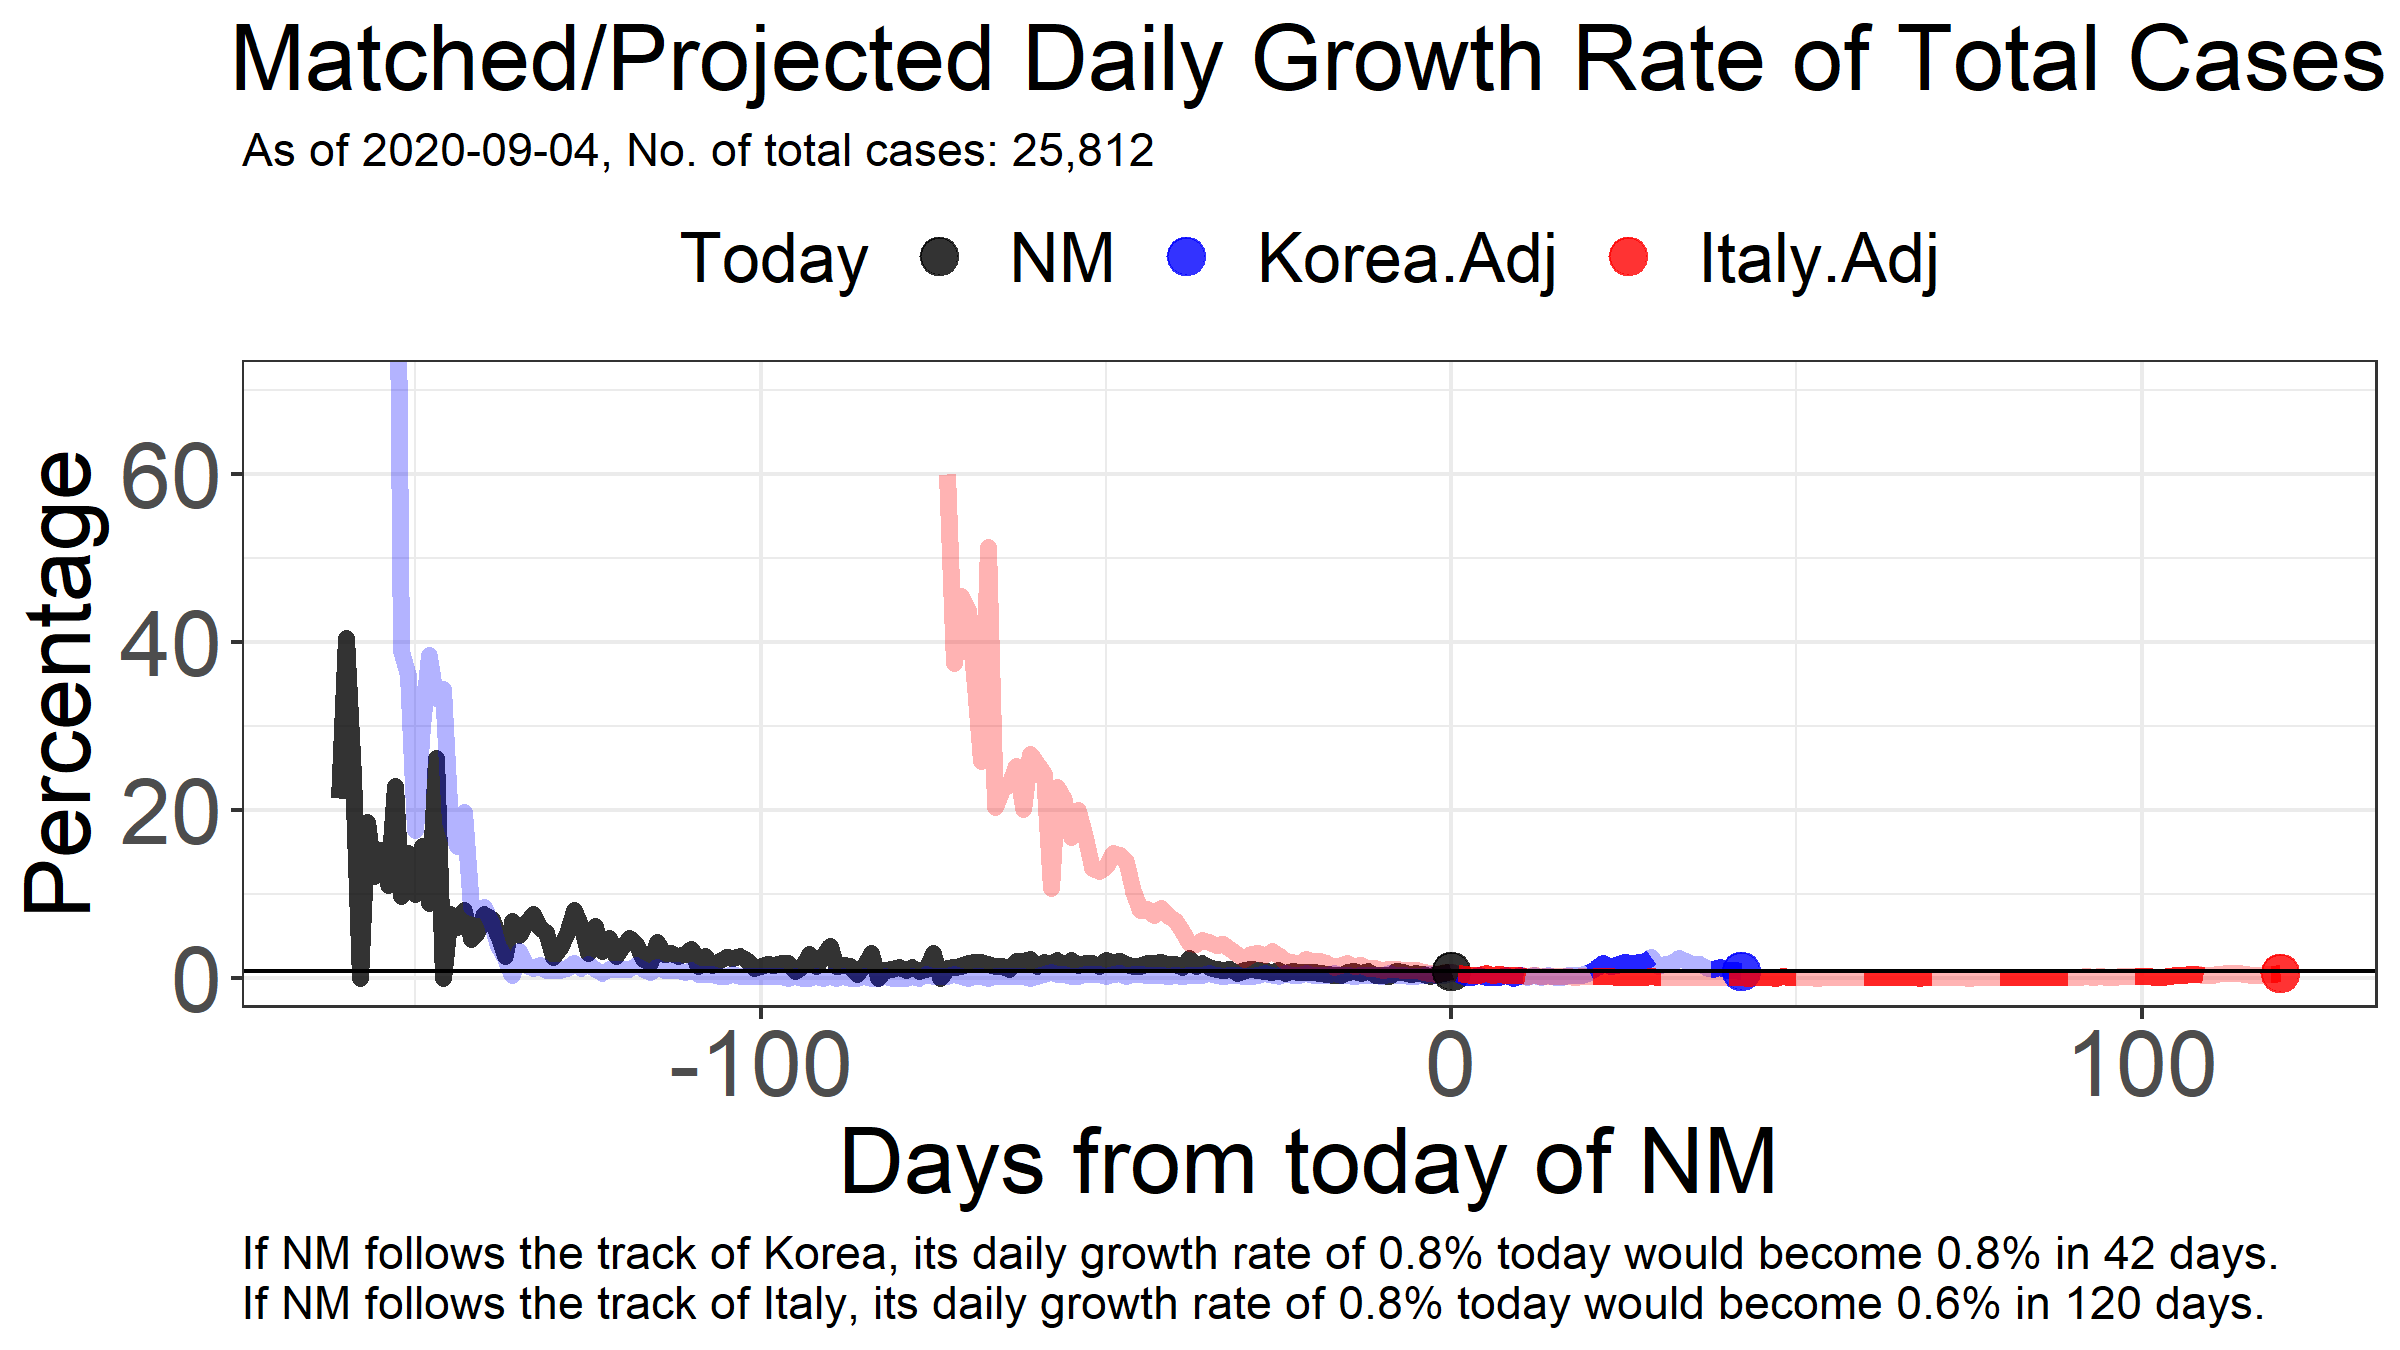 Matched/Projected Daily Growth Rate of Total Cases
As of 2020-09-04, No. of total cases: 25,812
Today NM Korea.Adj Italy.Adj
Percentage
60
40
20
0
-100 0 100
Days from today of NM
If NM follows the track of Korea, its daily growth rate of 0.8% today would become 0.8% in 42 days.
If NM follows the track of Italy, its daily growth rate of 0.8% today would become 0.6% in 120 days.